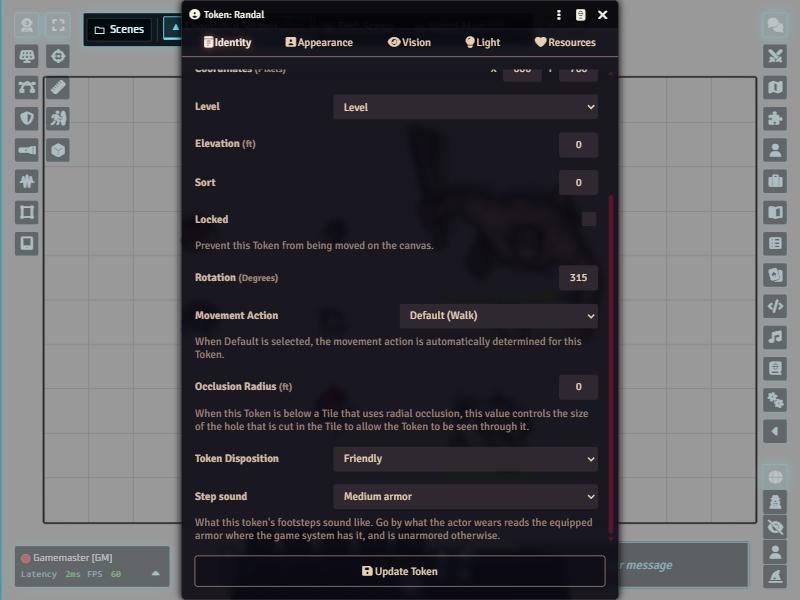 Token: Randal
Scenes
Identity
Appearance
Vision
Light
Resources
Coordinates (Pixels)
Level
Level
Elevation (ft)
0
Sort
0
Locked
Prevent this Token from being moved on the canvas.
Rotation (Degrees)
315
Movement Action
Default (Walk)
When Default is selected, the movement action is automatically determined for this
Token.
Occlusion Radius (ft)
0
When this Token is below a Tile that uses radial occlusion, this value controls the size
of the hole that is cut in the Tile to allow the Token to be seen through it.
Token Disposition
Friendly
Step sound
Medium armor
What this token's footsteps sound like. Go by what the actor wears reads the equipped
armor where the game system has it, and is unarmored otherwise.
Update Token
Gamemaster [GM]
Latency 2ms FPS 60
r message